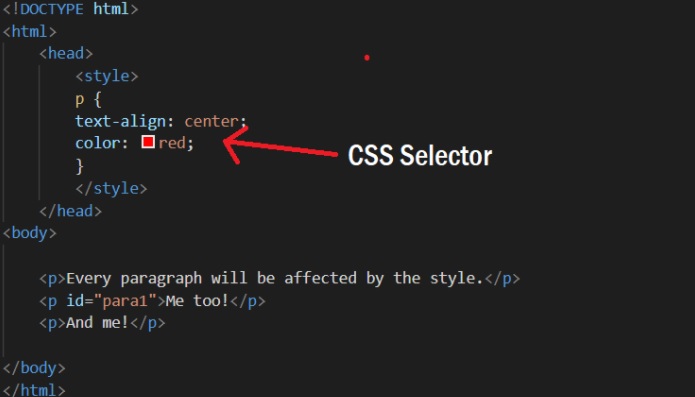 <!DOCTYPE html>
<html>
<head>
<style>
p {
text-align: center;
color: red;
CSS Selector
}
</style>
</head>
<body>
<p>Every paragraph will be affected by the style.</p>
<p id="para1">Me too!</p>
<p>And me!</p>
</body>
</html>